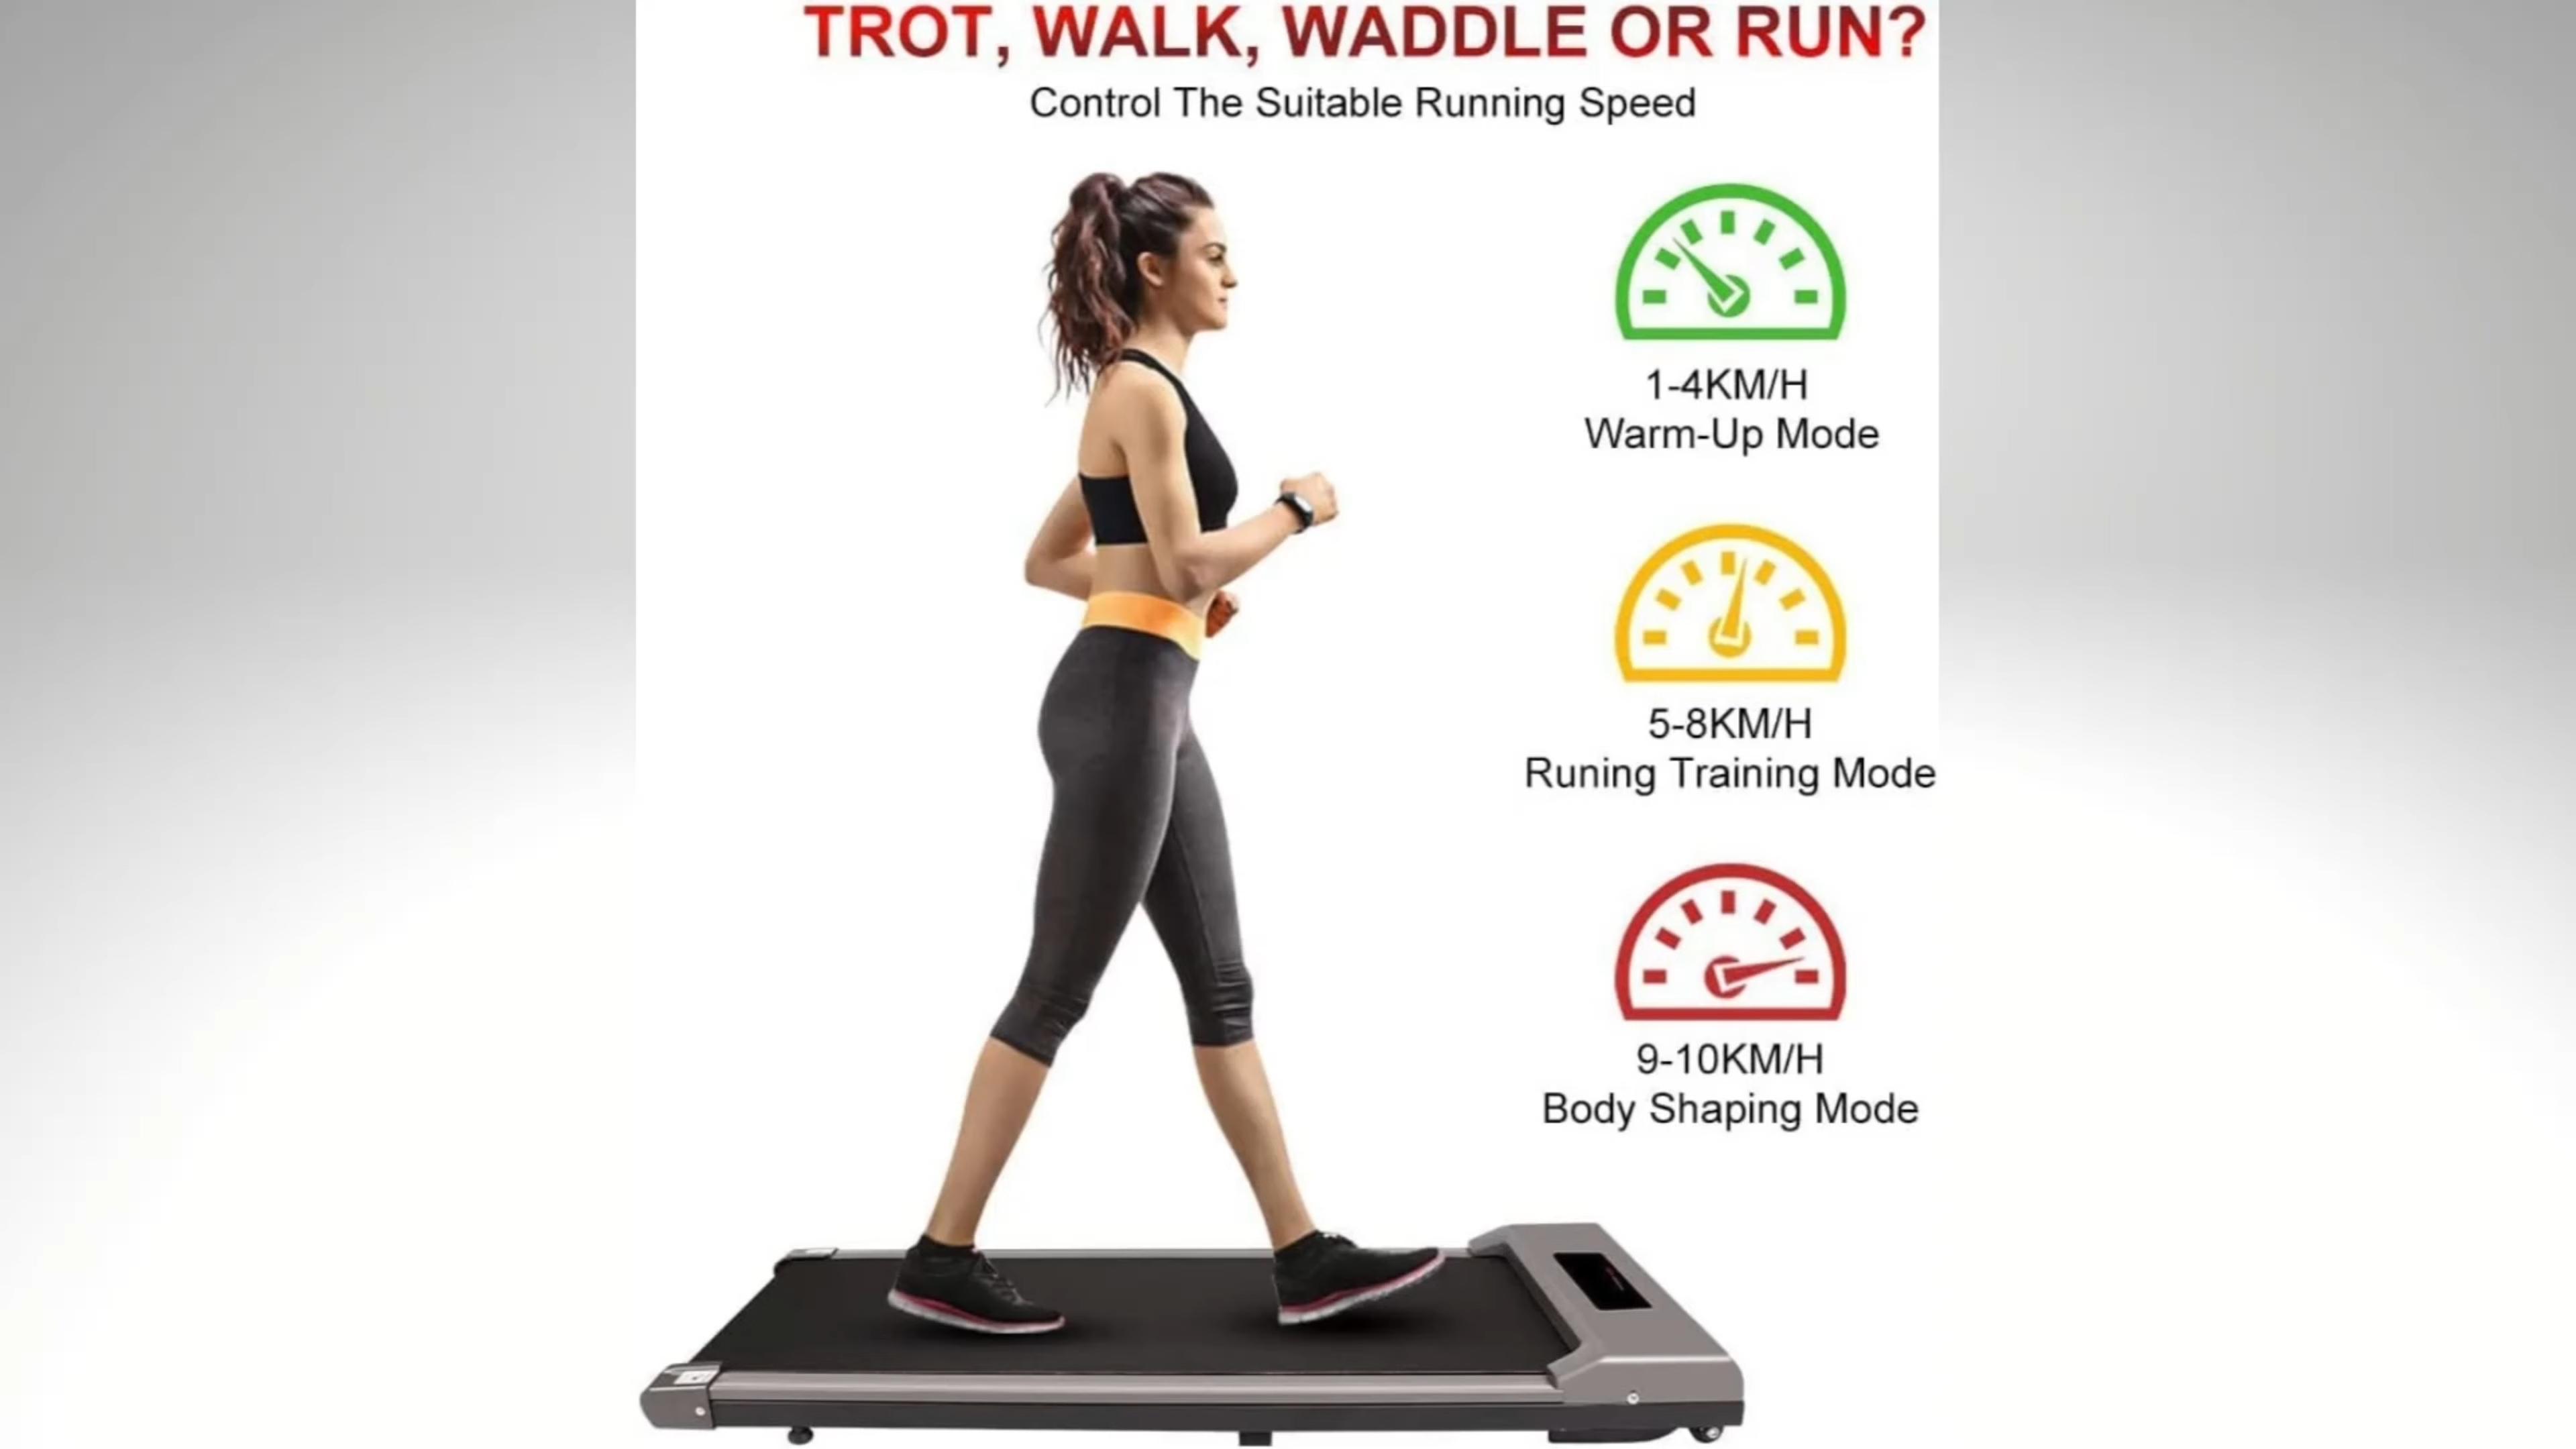 TROT, WALK, WADDLE OR RUN?
Control The Suitable Running Speed
1-4KM/H
Warm-Up Mode
5-8KM/H
Runing Training Mode
9-10KM/H
Body Shaping Mode